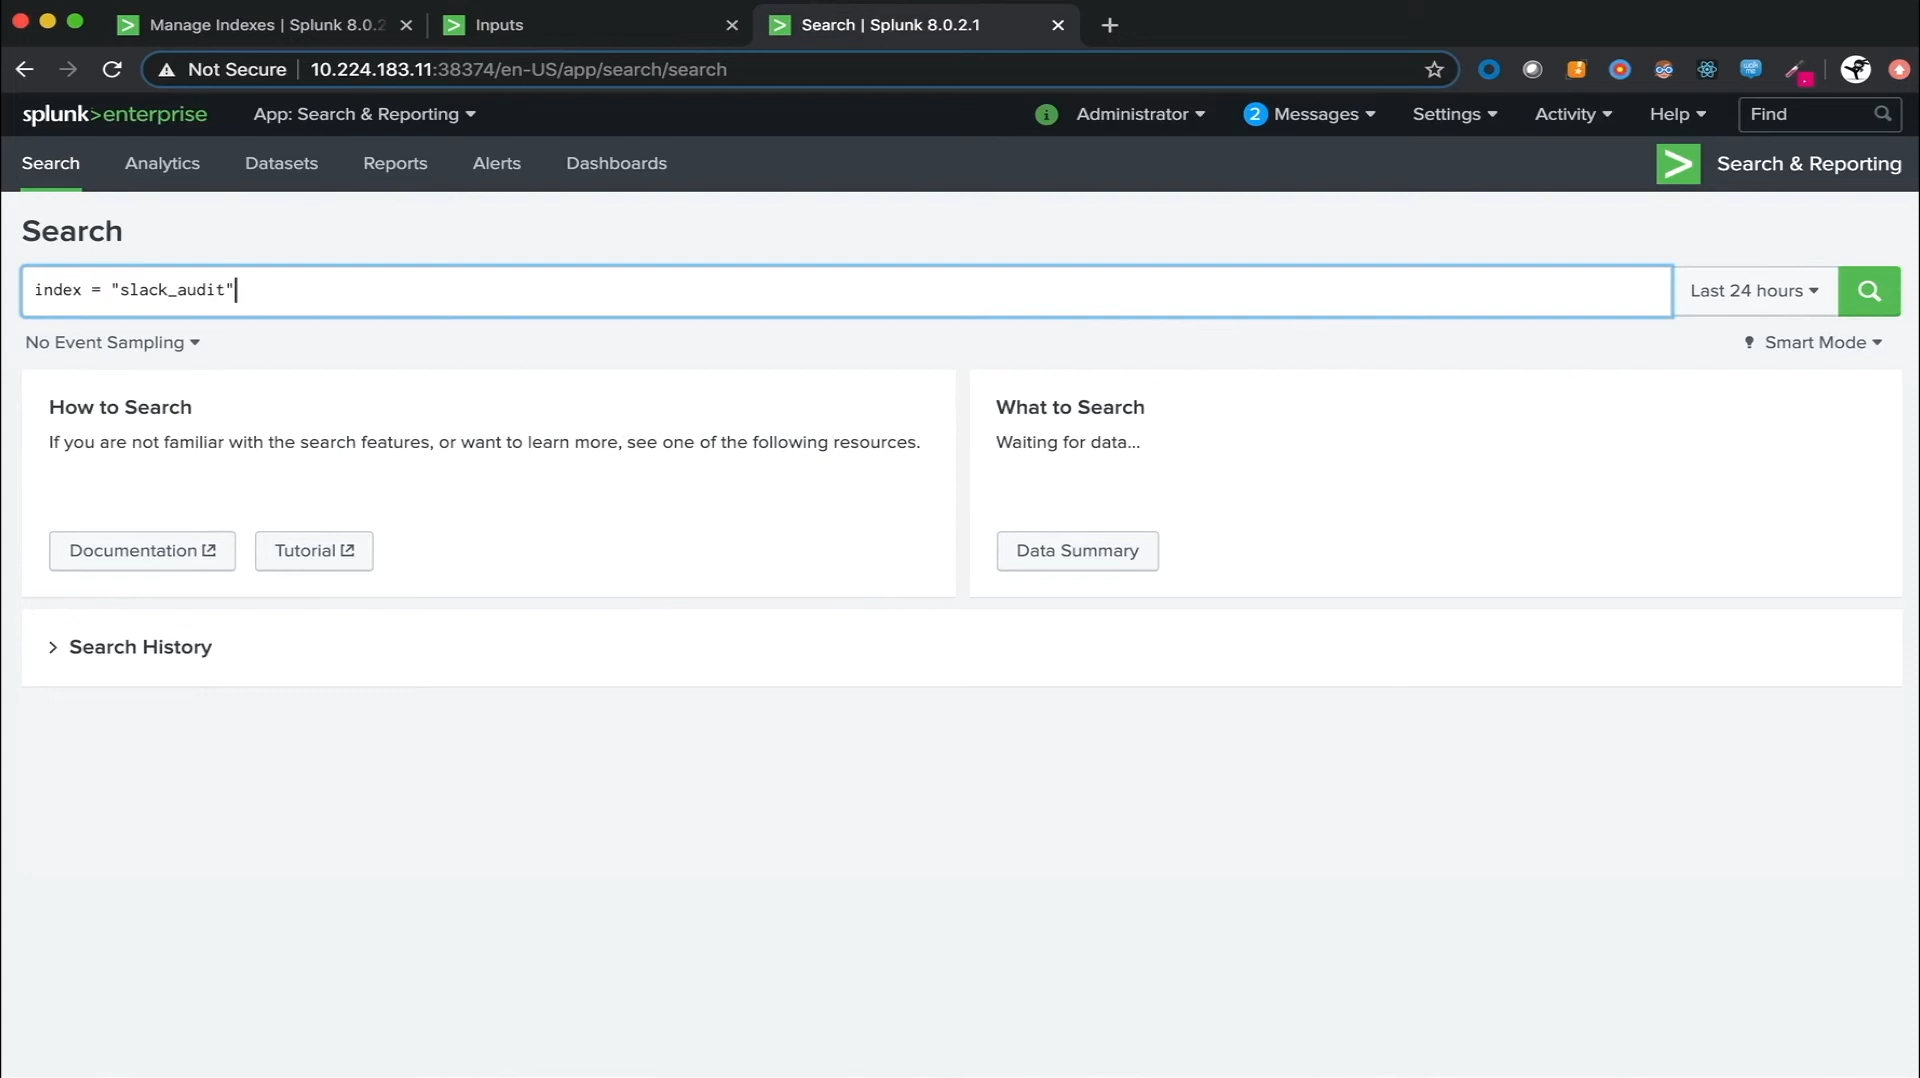 Manage Indexes | Splunk 8.0.2
Inputs
Search | Splunk 8.0.2.1
Not Secure
10.224.183.11:38374/en-US/app/search/search
splunk>enterprise
App: Search & Reporting
Administrator
2
Messages
Settings
Activity
Help
Find
Search
Analytics
Datasets
Reports
Alerts
Dashboards
Search & Reporting
Search
index = "slack_audit"
Last 24 hours
No Event Sampling
Smart Mode
How to Search
If you are not familiar with the search features, or want to learn more, see one of the following resources.
Documentation
Tutorial
What to Search
Waiting for data...
Data Summary
Search History